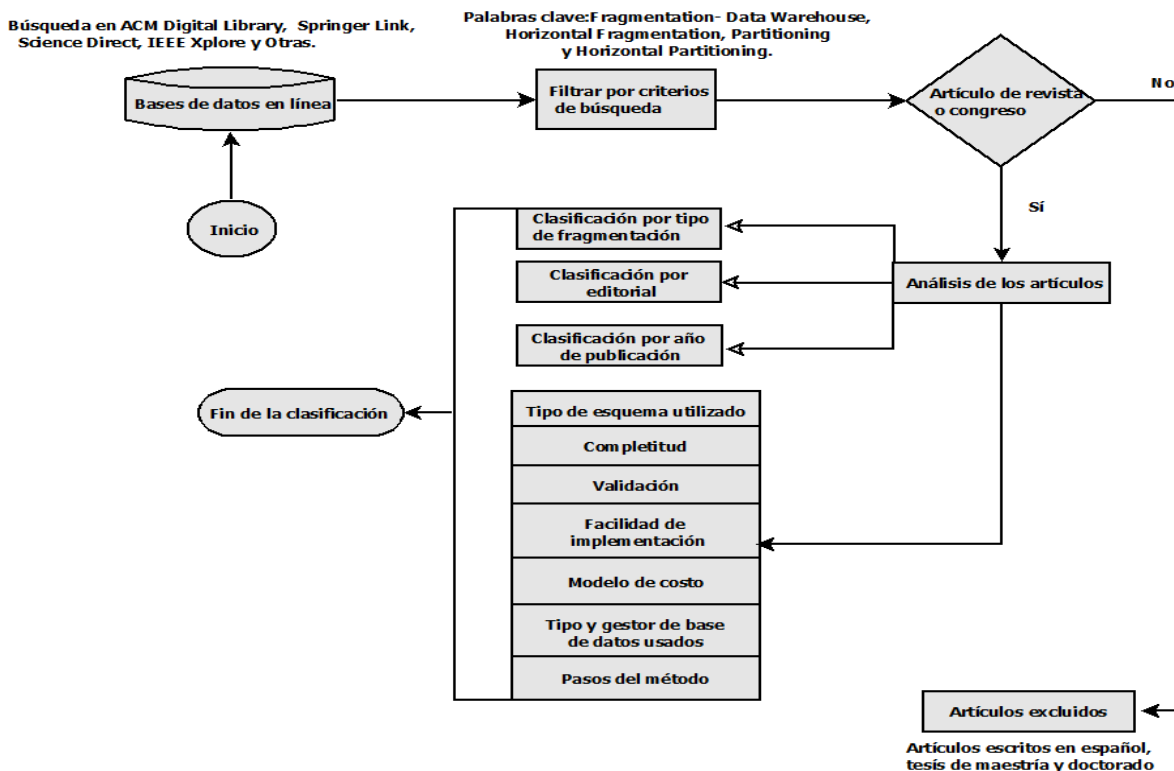 Búsqueda en ACM Digital Library,  Springer Link,
Science Direct, IEEE Xplore y Otras.
Palabras clave:Fragmentation- Data Warehouse,
Horizontal Fragmentation, Partitioning
y Horizontal Partitioning.
Bases de datos en línea
Filtrar por criterios
de búsqueda
Artículo de revista
o congreso
No
Inicio
Sí
Clasificación por tipo
de fragmentación
Clasificación por
editorial
Análisis de los artículos
Clasificación por año
de publicación
Fin de la clasificación
Tipo de esquema utilizado
Completitud
Validación
Facilidad de
implementación
Modelo de costo
Tipo y gestor de base
de datos usados
Pasos del método
Artículos excluidos
Artículos escritos en español,
tesís de maestría y doctorado